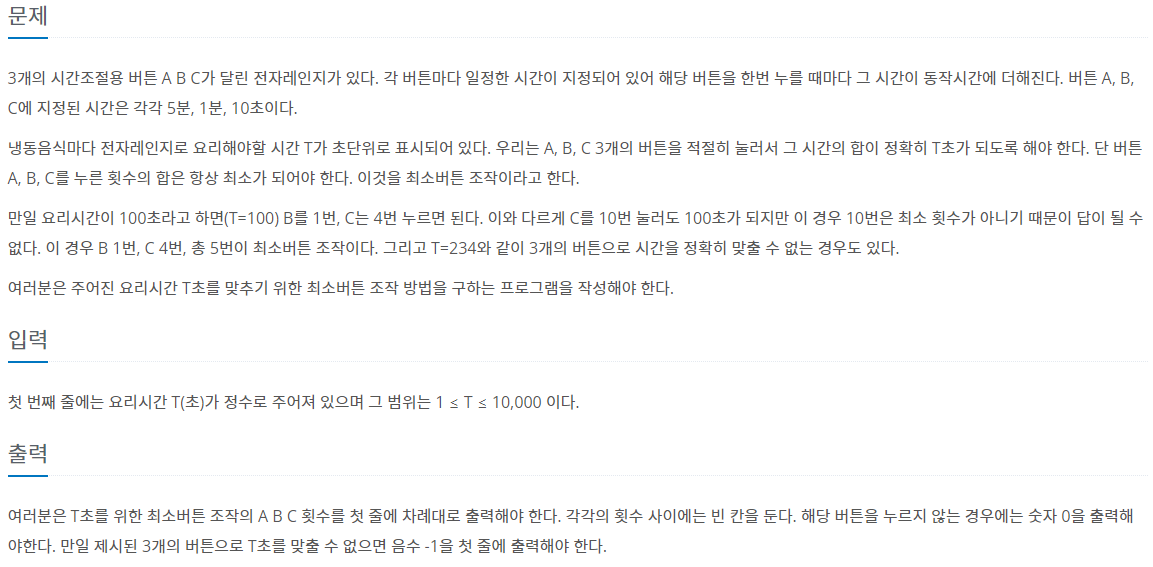 문제
3개의 시간조절용 버튼 A B C가 달린 전자레인지가 있다. 각 버튼마다 일정한 시간이 지정되어 있어 해당 버튼을 한번 누를 때마다 그 시간이 동작시간에 더해진다. 버튼 A, B,
C에 지정된 시간은 각각 5분, 1분, 10초이다.
냉동음식마다 전자레인지로 요리해야할 시간 T가 초단위로 표시되어 있다. 우리는 A, B, C 3개의 버튼을 적절히 눌러서 그 시간의 합이 정확히 T초가 되도록 해야 한다. 단 버튼
A, B, C를 누른 횟수의 합은 항상 최소가 되어야 한다. 이것을 최소버튼 조작이라고 한다.
만일 요리시간이 100초라고 하면(T=100) B를 1번, C는 4번 누르면 된다. 이와 다르게 C를 10번 눌러도 100초가 되지만 이 경우 10번은 최소 횟수가 아니기 때문이 답이 될 수
없다. 이 경우 B 1번, C 4번, 총 5번이 최소버튼 조작이다. 그리고 T=234와 같이 3개의 버튼으로 시간을 정확히 맞출 수 없는 경우도 있다.
여러분은 주어진 요리시간 T초를 맞추기 위한 최소버튼 조작 방법을 구하는 프로그램을 작성해야 한다.
입력
첫 번째 줄에는 요리시간 T(초)가 정수로 주어져 있으며 그 범위는 1 ≤ T ≤ 10,000 이다.
출력
여러분은 T초를 위한 최소버튼 조작의 A B C 횟수를 첫 줄에 차례대로 출력해야 한다. 각각의 횟수 사이에는 빈 칸을 둔다. 해당 버튼을 누르지 않는 경우에는 숫자 0을 출력해
야한다. 만일 제시된 3개의 버튼으로 T초를 맞출 수 없으면 음수 -1을 첫 줄에 출력해야 한다.